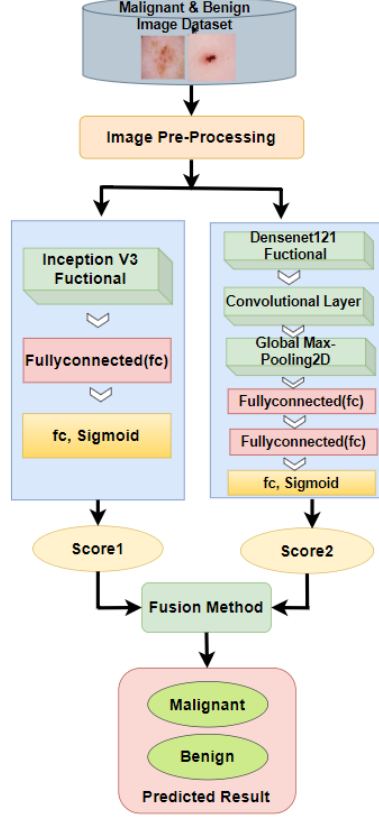 Malignant & Benign
Image Dataset
Image Pre-Processing
Inception V3
Fuctional
Fullyconnected(fc)
fc, Sigmoid
Densenet121
Fuctional
Convolutional Layer
Global Max-
Pooling2D
Fullyconnected(fc)
Fullyconnected(fc)
fc, Sigmoid
Score1
Score2
Fusion Method
Malignant
Benign
Predicted Result